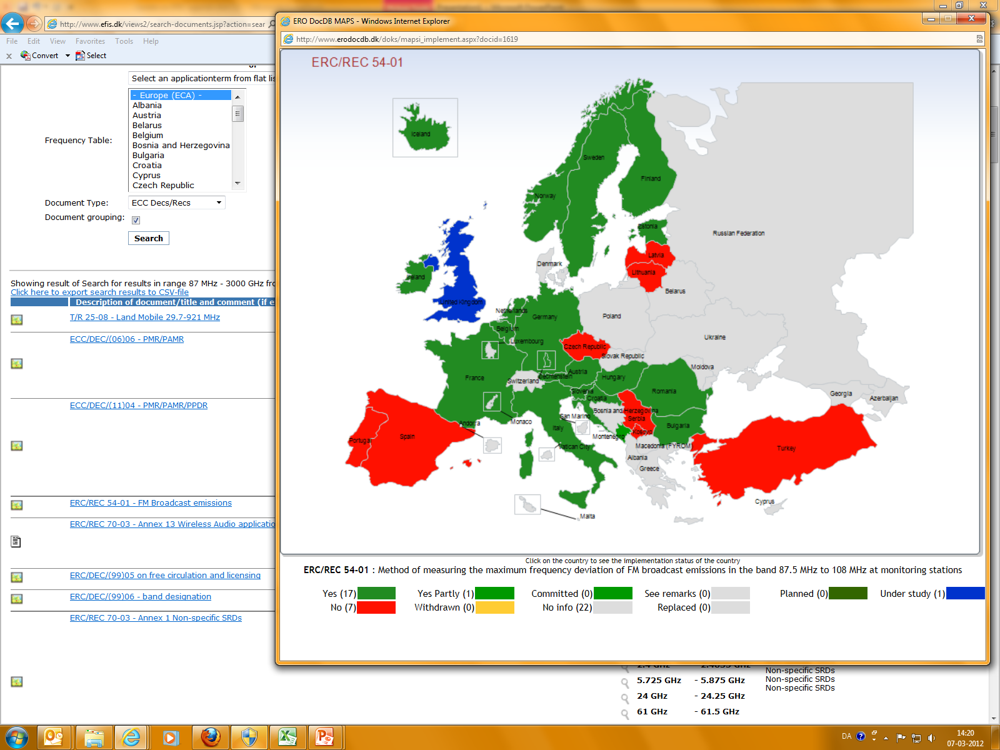 http://www.efis.dk/views2/search-documents.jsp?action=sear
File Edit View Favorites Tools Help
x Convert Select
Select an applicationterm from flat lis
Frequency Table:
- Europe (ECA) -
Albania
Austria
Belarus
Belgium
Bosnia and Herzegovina
Bulgaria
Croatia
Cyprus
Czech Republic
Document Type: ECC Decs/Recs
Document grouping:
Search
Showing result of Search for results in range 87 MHz - 3000 GHz fro
Click here to export search results to CSV-file
Description of document/title and comment (if e
T/R 25-08 - Land Mobile 29.7-921 MHz
ECC/DEC/(06)06 - PMR/PAMR
ECC/DEC/(11)04 - PMR/PAMR/PPDR
ERC/REC 54-01 - FM Broadcast emissions
ERC/REC 70-03 - Annex 13 Wireless Audio applicatio
ERC/DEC/(99)05 on free circulation and licensing
ERC/DEC/(99)06 - band designation
ERC/REC 70-03 - Annex 1 Non-specific SRDs
ERO DocDB MAPS - Windows Internet Explorer
http://www.erodocdb.dk/doks/mapsi_implement.aspx?docid=1619
ERC/REC 54-01
Iceland
Sweden
Finland
Norway
Estonia
Russian Federation
Latvia
Denmark
Lithuania
Ireland
Belarus
United Kingdom
Netherlands
Germany
Poland
Belgium
Ukraine
Luxembourg
Czech Republic
Slovak Republic
Moldova
Austria
Liechtenstein
France
Switzerland
Hungary
Slovenia
Romania
Croatia
Georgia
Azerbaijan
Bosnia and Herzegovina
San Marino
Serbia
Monaco
Andorra
Italy
Bulgaria
Kosovo
Spain
Montenegro
Portugal
Vatican City
Macedonia (FYROM)
Turkey
Albania
Greece
Cyprus
Malta
Click on the country to see the implementation status of the country
ERC/REC 54-01 : Method of measuring the maximum frequency deviation of FM broadcast emissions in the band 87.5 MHz to 108 MHz at monitoring stations
Yes (17) Yes Partly (1) Committed (0) See remarks (0) Planned (0) Under study (1)
No (7) Withdrawn (0) No info (22) Replaced (0)
Non-specific SRDs
5.725 GHz - 5.875 GHz Non-specific SRDs
Non-specific SRDs
24 GHz - 24.25 GHz
61 GHz - 61.5 GHz
DA
14:20
07-03-2012